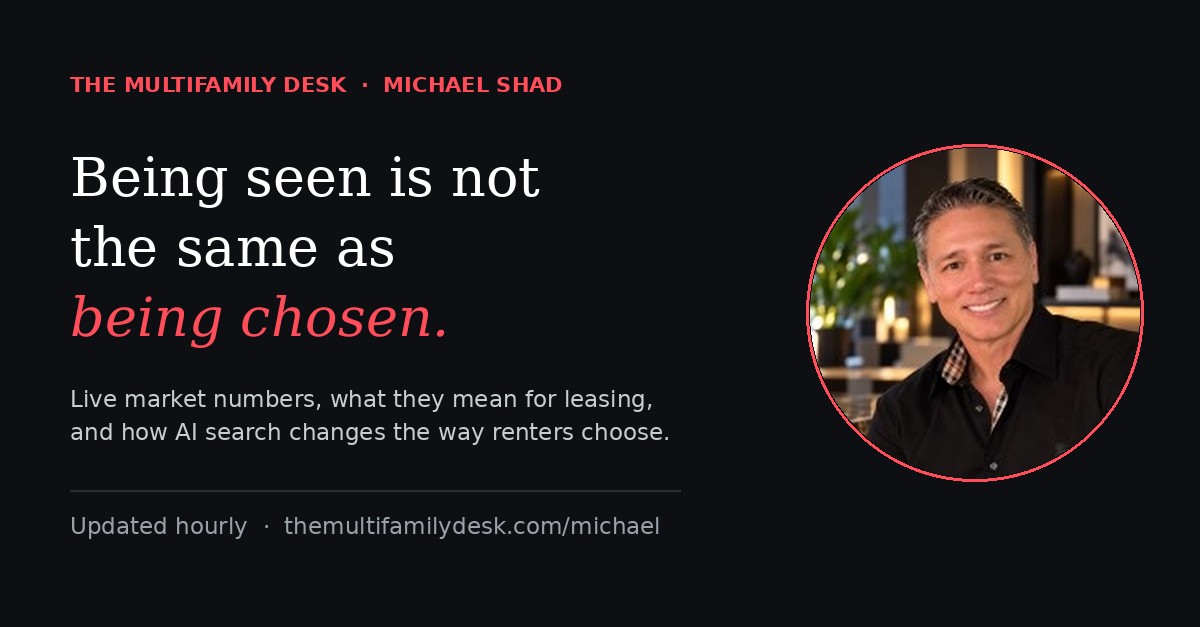 THE MULTIFAMILY DESK · MICHAEL SHAD
Being seen is not
the same as
being chosen.
Live market numbers, what they mean for leasing,
and how AI search changes the way renters choose.
Updated hourly · themultifamilydesk.com/michael